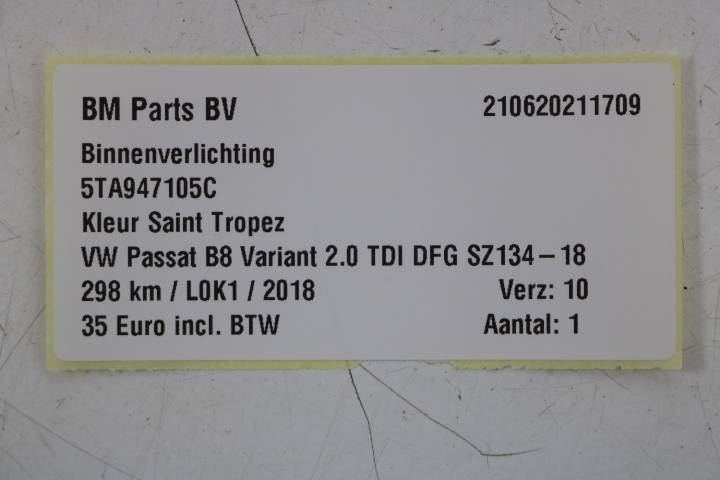 BM Parts BV 210620211709
Binnenverlichting
5TA947105C
Kleur Saint Tropez
VW Passat B8 Variant 2.0 TDI DFG SZ134-18
298 km / L0K1 / 2018 Verz: 10
35 Euro incl. BTW Aantal: 1